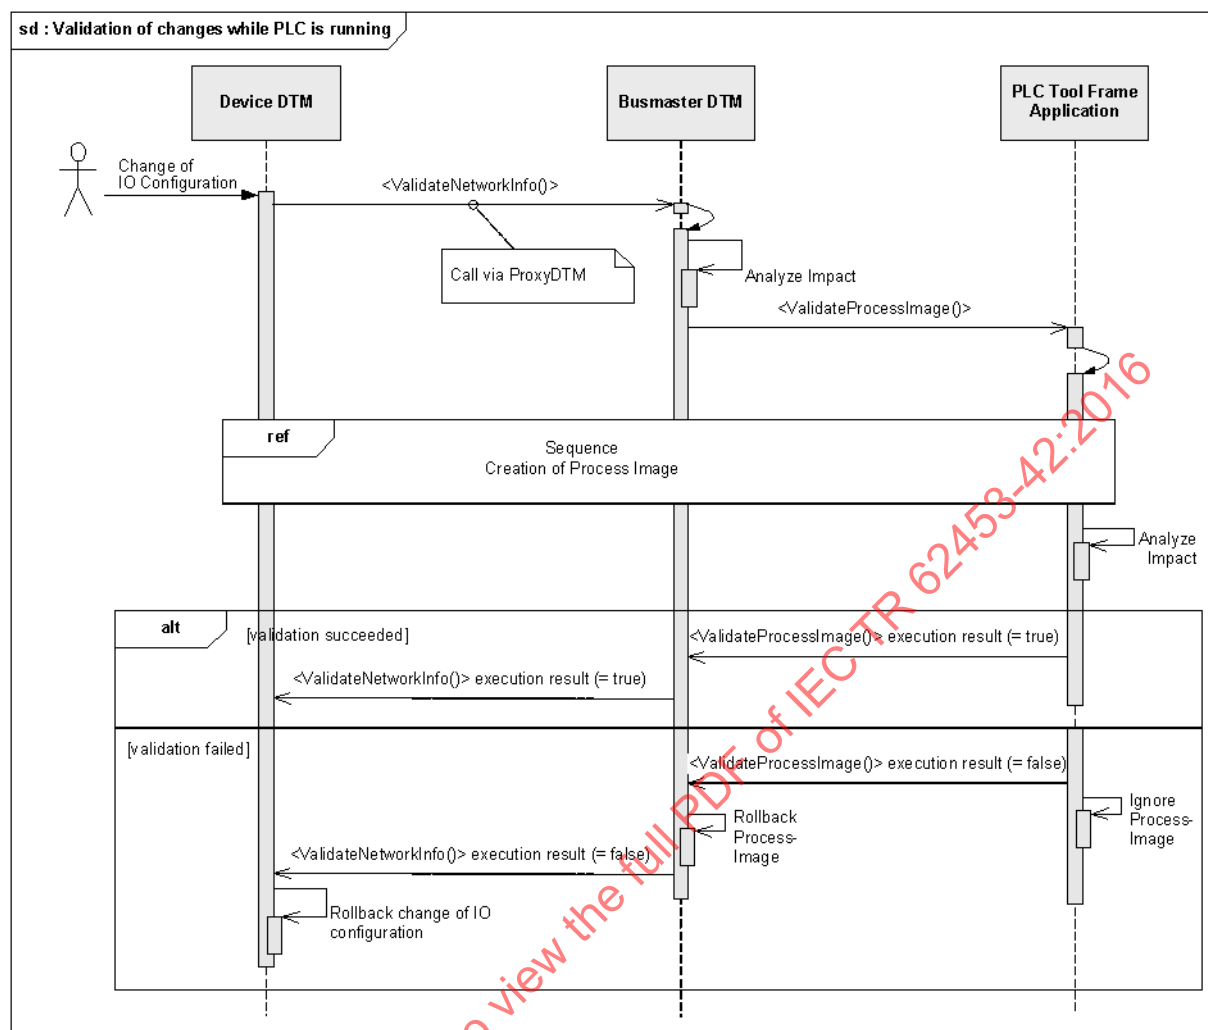 sd : Validation of changes while PLC is running
Device DTM
Busmaster DTM
PLC Tool Frame
Application
Change of
IO Configuration
<ValidateNetworkInfo()>
Call via ProxyDTM
Analyze Impact
<ValidateProcessImage()>
ref
Sequence
Creation of Process Image
Analyze
Impact
alt
[validation succeeded]
<ValidateProcessImage()> execution result (= true)
<ValidateNetworkInfo()> execution result (= true)
[validation failed]
<ValidateProcessImage()> execution result (= false)
Ignore
Process-
Image
Rollback
Process-
Image
<ValidateNetworkInfo()> execution result (= false)
Rollback change of IO
configuration
o view the full PDF of IEC TR 62453-42:2016